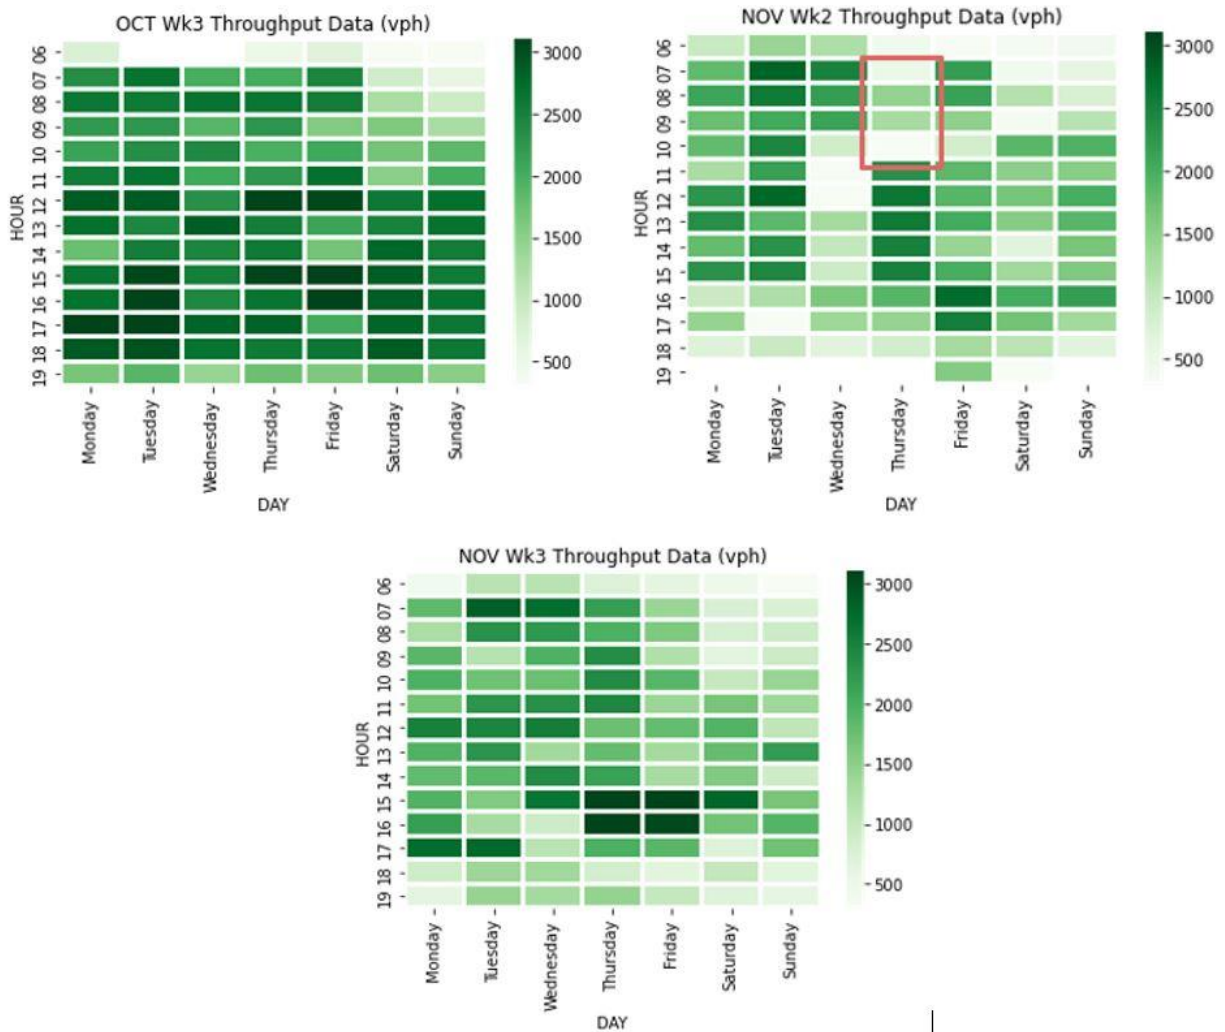 OCT Wk3 Throughput Data (vph)
HOUR
06
07
08
09
10
11
12
13
14
15
16
17
18
19
Monday
Tuesday
Wednesday
Thursday
Friday
Saturday
Sunday
DAY
3000
2500
2000
1500
1000
500
NOV Wk2 Throughput Data (vph)
HOUR
06
07
08
09
10
11
12
13
14
15
16
17
18
19
Monday
Tuesday
Wednesday
Thursday
Friday
Saturday
Sunday
DAY
3000
2500
2000
1500
1000
500
NOV Wk3 Throughput Data (vph)
HOUR
06
07
08
09
10
11
12
13
14
15
16
17
18
19
Monday
Tuesday
Wednesday
Thursday
Friday
Saturday
Sunday
DAY
3000
2500
2000
1500
1000
500